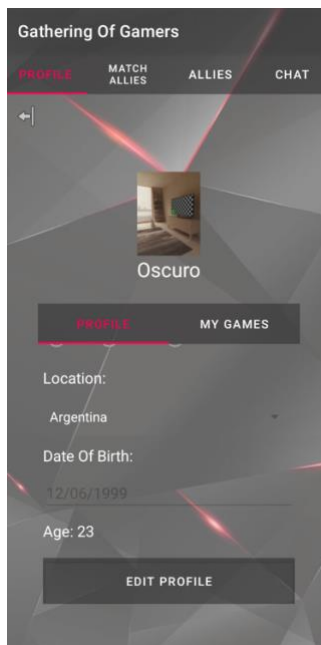 Gathering Of Gamers
PROFILE
MATCH
ALLIES
ALLIES
CHAT
Oscuro
PROFILE
MY GAMES
Location:
Argentina
Date Of Birth:
12/06/1999
Age: 23
EDIT PROFILE